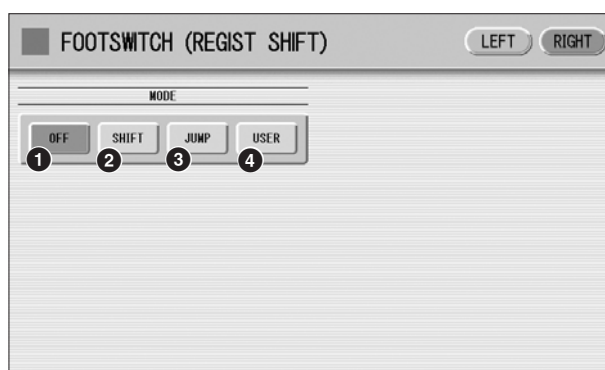 FOOTSWITCH (REGIST SHIFT) LEFT RIGHT
MODE
OFF SHIFT JUMP USER
1 2 3 4